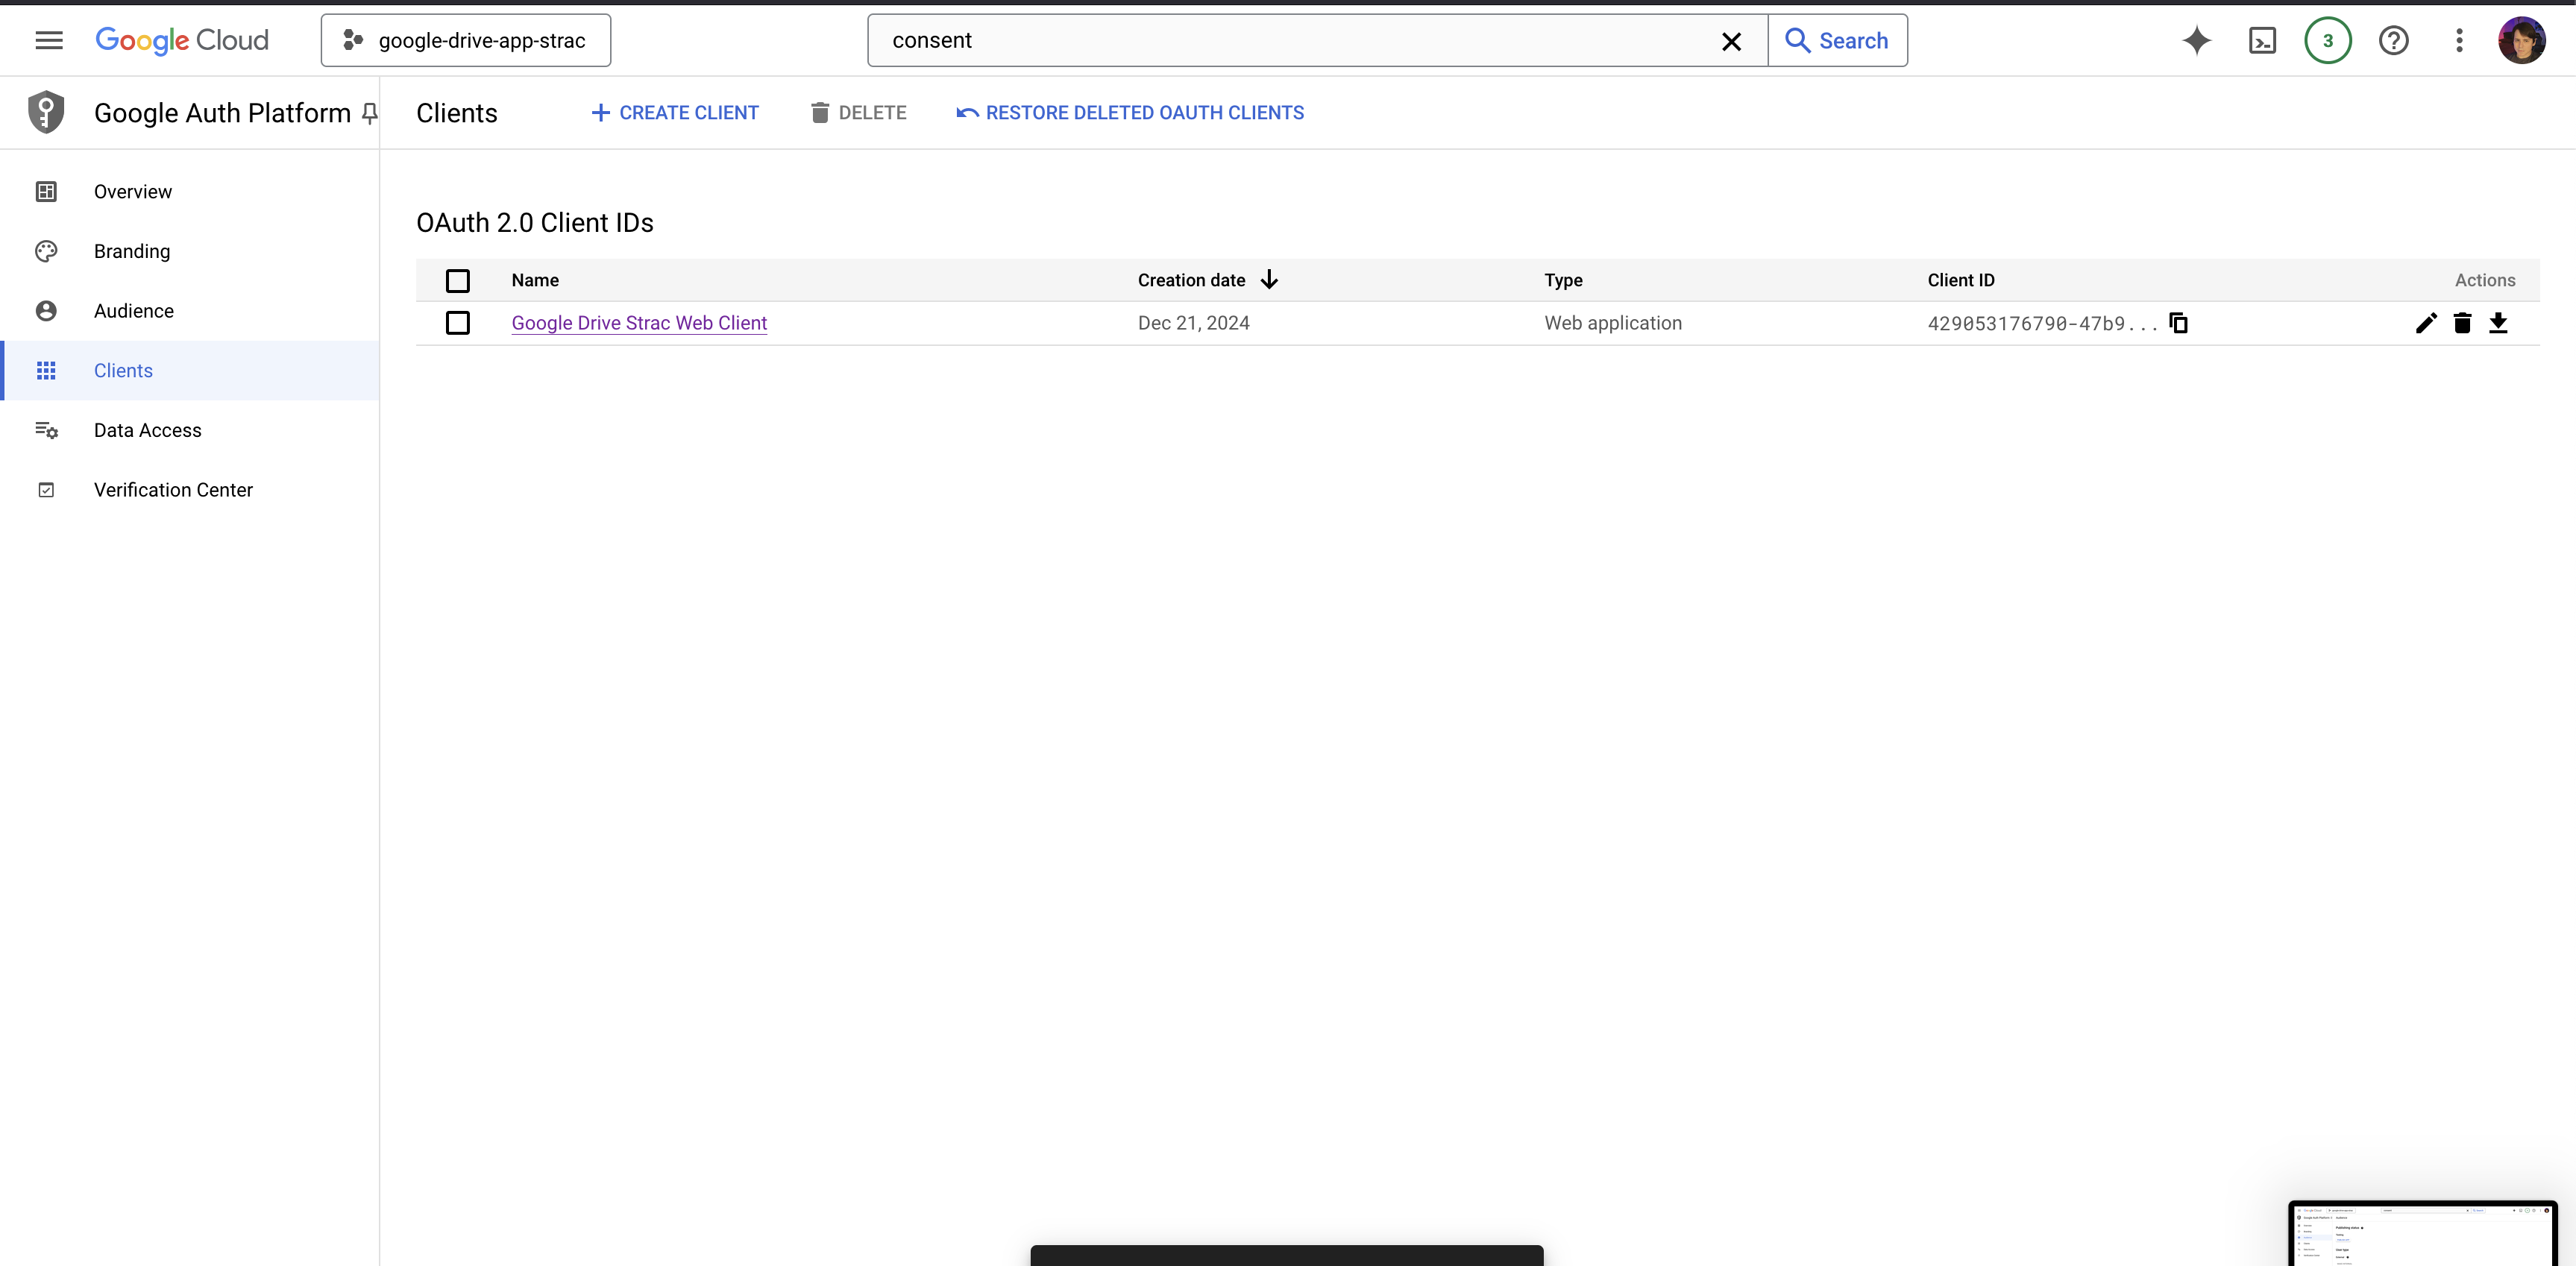 Google Cloud
google-drive-app-strac
consent
Search
3
Google Auth Platform
Clients
CREATE CLIENT
DELETE
RESTORE DELETED OAUTH CLIENTS
Overview
Branding
Audience
Clients
Data Access
Verification Center
OAuth 2.0 Client IDs
Name Creation date Type Client ID Actions
Google Drive Strac Web Client Dec 21, 2024 Web application 429053176790-47b9...